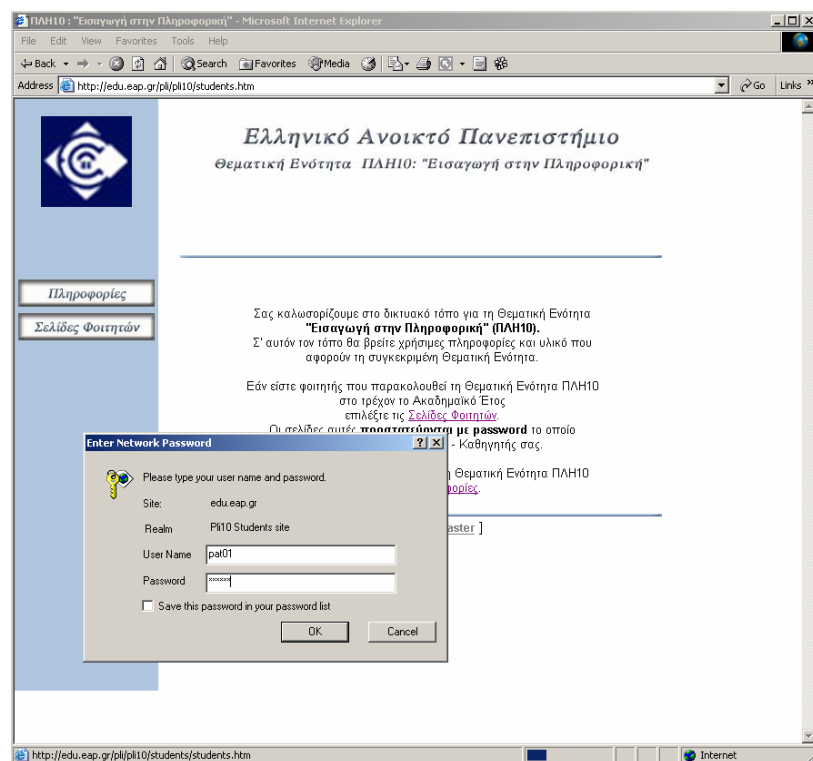 ΠΛΗ10 : "Εισαγωγή στην Πληροφορική" - Microsoft Internet Explorer
File Edit View Favorites Tools Help
Back Search Favorites Media
Address http://edu.eap.gr/pli/pli10/students.htm Go Links »
Ελληνικό Ανοικτό Πανεπιστήμιο
Θεματική Ενότητα ΠΛΗ10: "Εισαγωγή στην Πληροφορική"
Πληροφορίες
Σελίδες Φοιτητών
Σας καλωσορίζουμε στο δικτυακό τόπο για τη Θεματική Ενότητα
"Εισαγωγή στην Πληροφορική" (ΠΛΗ10).
Σ' αυτόν τον τόπο θα βρείτε χρήσιμες πληροφορίες και υλικό που
αφορούν τη συγκεκριμένη Θεματική Ενότητα.
Εάν είστε φοιτητής που παρακολουθεί τη Θεματική Ενότητα ΠΛΗ10
στο τρέχον το Ακαδημαϊκό Έτος
επιλέξτε τις Σελίδες Φοιτητών.
Οι σελίδες αυτές προστατεύονται με password το οποίο
- Καθηγητής σας.
η Θεματική Ενότητα ΠΛΗ10
ορίες.
aster ]
Enter Network Password
Please type your user name and password.
Site: edu.eap.gr
Realm Pli10 Students site
User Name pat01
Password xxxxxx
Save this password in your password list
OK Cancel
http://edu.eap.gr/pli/pli10/students/students.htm Internet